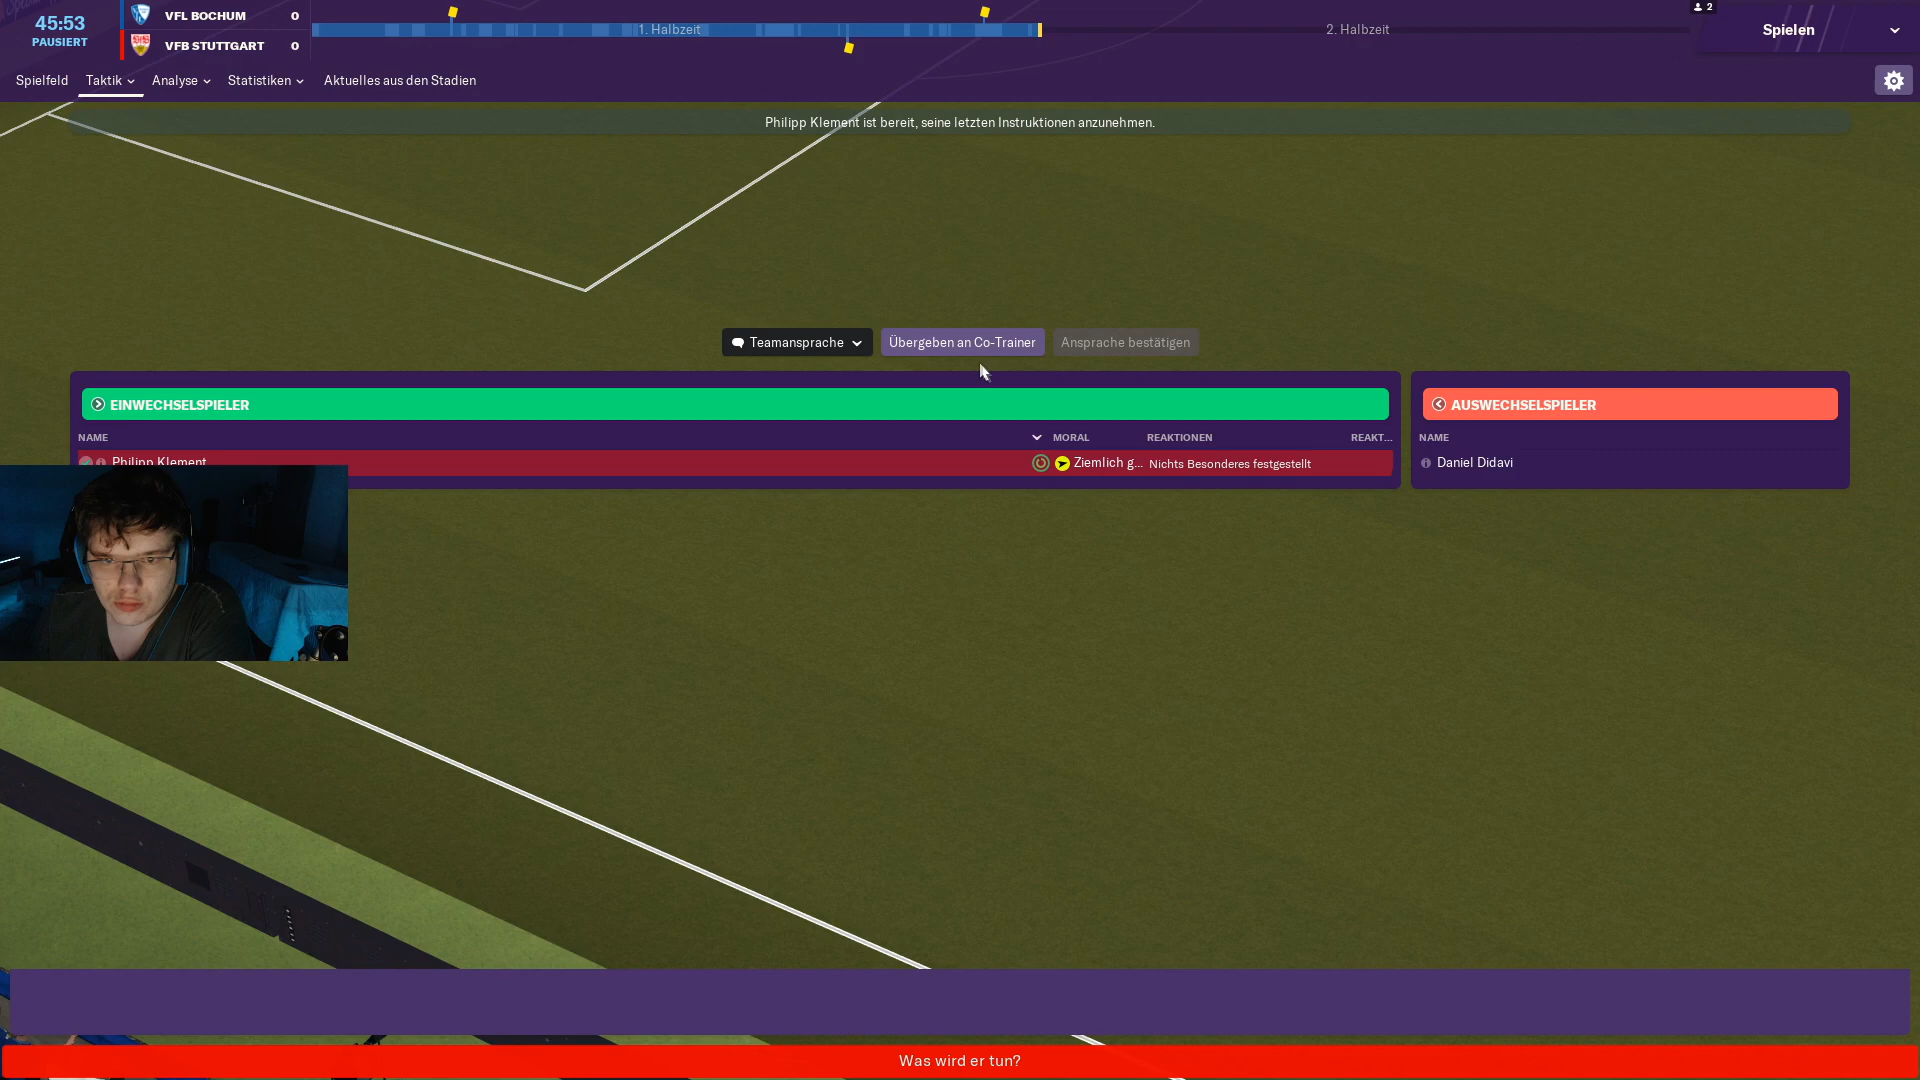 45:53
PAUSIERT
VFL BOCHUM 0
VFB STUTTGART 0
1. Halbzeit
2. Halbzeit
2
Spielen
Spielfeld Taktik Analyse Statistiken Aktuelles aus den Stadien
Philipp Klement ist bereit, seine letzten Instruktionen anzunehmen.
Teamansprache Übergeben an Co-Trainer Ansprache bestätigen
EINWECHSELSPIELER
AUSWECHSELSPIELER
NAME MORAL REAKTIONEN REAKT...
NAME
Philipp Klement Ziemlich g... Nichts Besonderes festgestellt
Daniel Didavi
Was wird er tun?